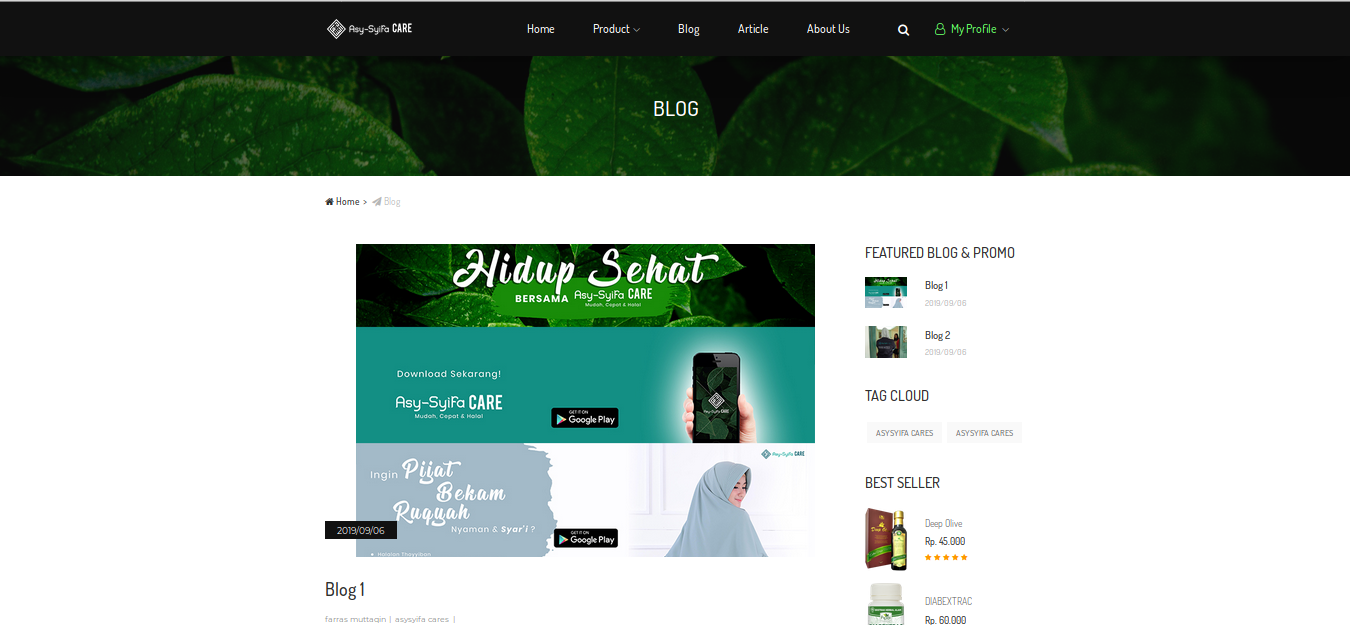 Asy-Syifa CARE
Home
Product
Blog
Article
About Us
My Profile
BLOG
Home > Blog
Hidup Sehat
BERSAMA Asy-Syifa CARE
Mudah, Cepat & Halal
Download Sekarang!
Asy-Syifa CARE
Mudah, Cepat & Halal
GET IT ON
Google Play
Asy-Syifa CARE
Asy-Syifa CARE
Ingin Pijat
Bekam
Ruqyah
Nyaman & Syar'i ?
GET IT ON
Google Play
2019/09/06
Blog 1
farras muttaqin | asysyifa cares |
FEATURED BLOG & PROMO
Blog 1
2019/09/06
Blog 2
2019/09/06
TAG CLOUD
ASYSYIFA CARES
ASYSYIFA CARES
BEST SELLER
Deep Olive
Rp. 45.000
DIABEXTRAC
Rp. 60.000